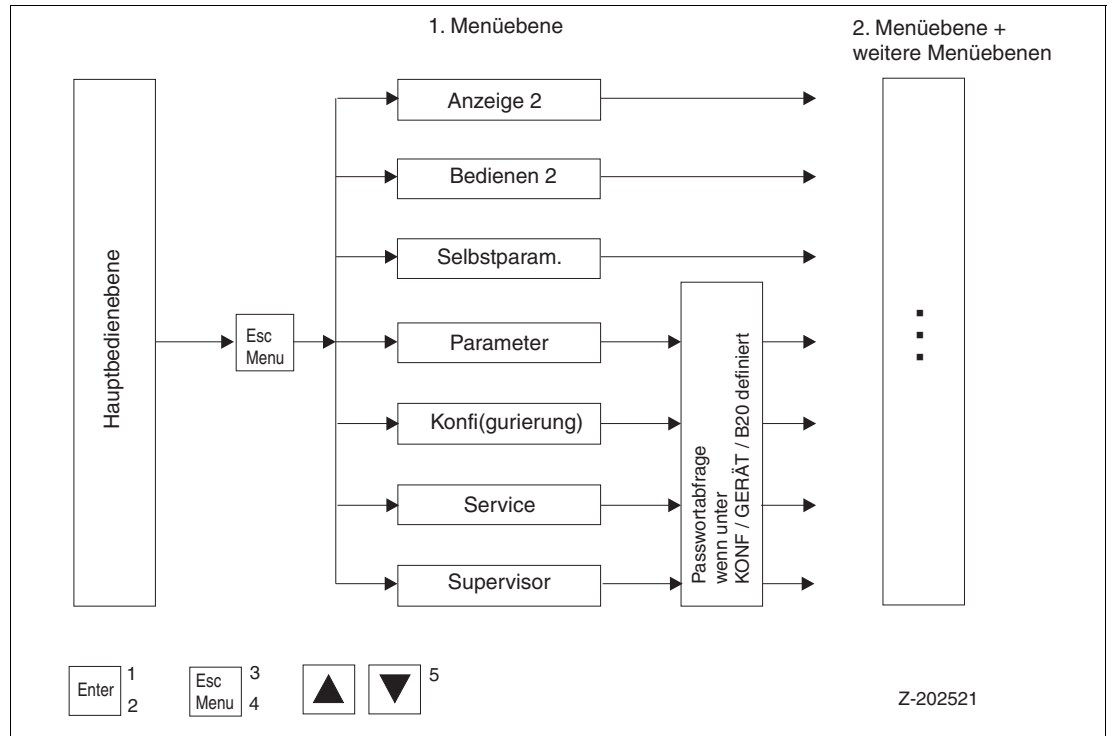 1. Menüebene
2. Menüebene +
weitere Menüebenen
Hauptbedienebene
Esc
Menu
Anzeige 2
Bedienen 2
Selbstparam.
Parameter
Konfi(gurierung)
Service
Supervisor
Passwortabfrage
wenn unter
KONF / GERÄT / B20 definiert
Enter
1
2
Esc
Menu
3
4
5
Z-202521